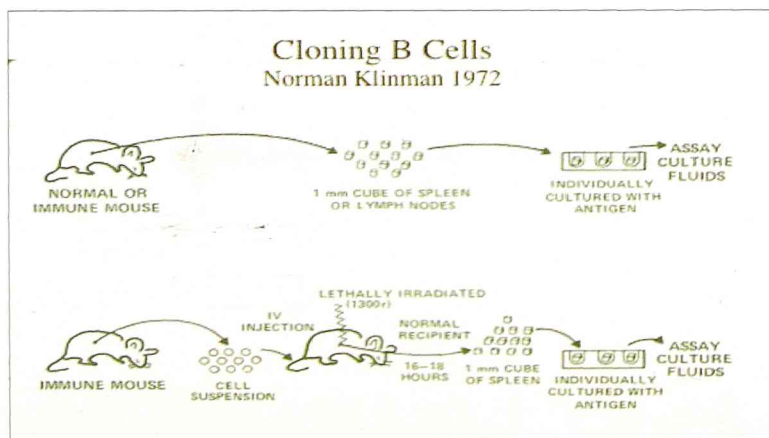 Cloning B Cells
Norman Klinman 1972
NORMAL OR
IMMUNE MOUSE
1 mm CUBE OF SPLEEN
OR LYMPH NODES
INDIVIDUALLY
CULTURED WITH
ANTIGEN
ASSAY
CULTURE
FLUIDS
IMMUNE MOUSE
CELL
SUSPENSION
IV
INJECTION
LETHALLY IRRADIATED
(1300r)
NORMAL
RECIPIENT
16–18
HOURS
1 mm CUBE
OF SPLEEN
INDIVIDUALLY
CULTURED WITH
ANTIGEN
ASSAY
CULTURE
FLUIDS